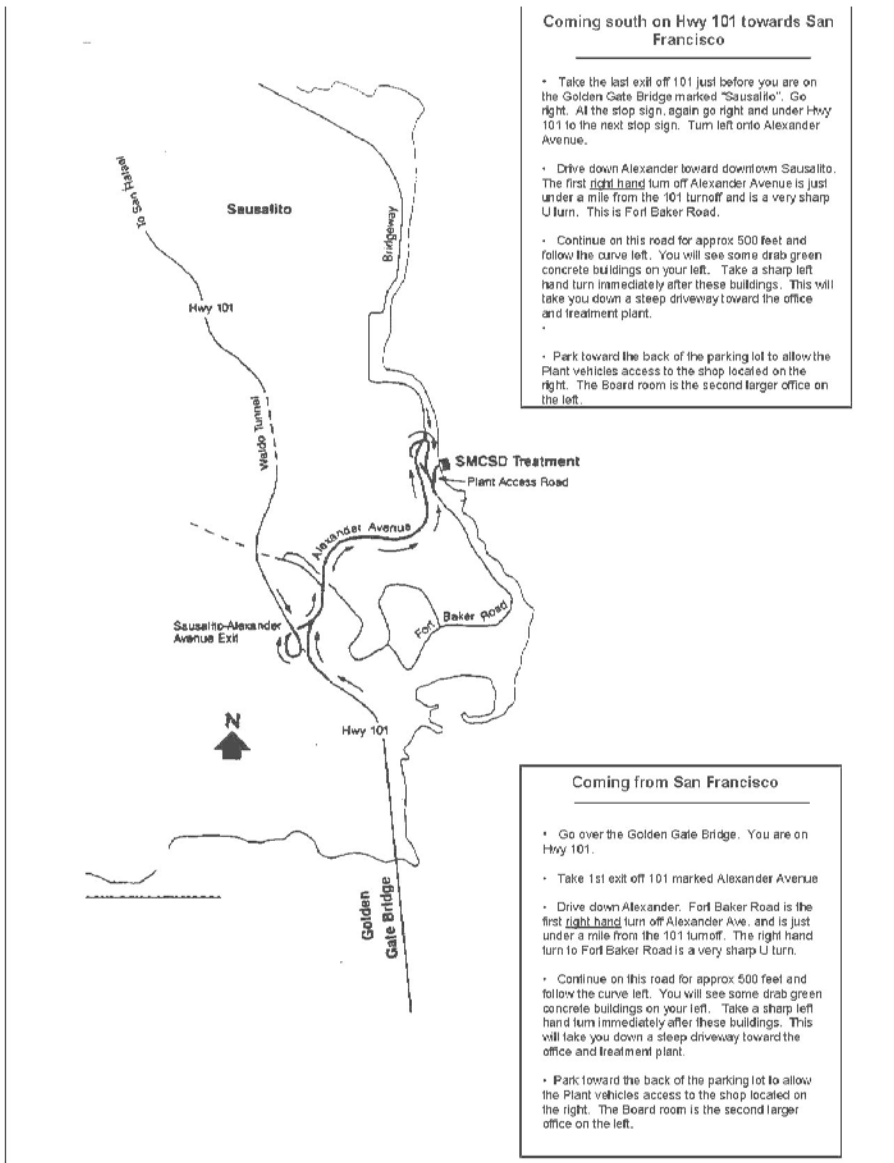 Coming south on Hwy 101 towards San
Francisco
• Take the last exit off 101 just before you are on
the Golden Gate Bridge marked "Sausalito". Go
right. At the stop sign, again go right and under Hwy
101 to the next stop sign. Turn left onto Alexander
Avenue.
• Drive down Alexander toward downtown Sausalito.
The first right hand turn off Alexander Avenue is just
under a mile from the 101 turnoff and is a very sharp
U turn. This is Fort Baker Road.
• Continue on this road for approx 500 feet and
follow the curve left. You will see some drab green
concrete buildings on your left. Take a sharp left
hand turn immediately after these buildings. This will
take you down a steep driveway toward the office
and treatment plant.
•
• Park toward the back of the parking lot to allow the
Plant vehicles access to the shop located on the
right. The Board room is the second larger office on
the left.
To San Rafael
Sausalito
Bridgeway
Hwy 101
Waldo Tunnel
SMCSD Treatment
Plant Access Road
Alexander Avenue
Sausalito-Alexander
Avenue Exit
Fort Baker Road
N
Hwy 101
Golden
Gate Bridge
Coming from San Francisco
• Go over the Golden Gate Bridge. You are on
Hwy 101.
• Take 1st exit off 101 marked Alexander Avenue
• Drive down Alexander. Fort Baker Road is the
first right hand turn off Alexander Ave. and is just
under a mile from the 101 turnoff. The right hand
turn to Fort Baker Road is a very sharp U turn.
• Continue on this road for approx 500 feet and
follow the curve left. You will see some drab green
concrete buildings on your left. Take a sharp left
hand turn immediately after these buildings. This
will take you down a steep driveway toward the
office and treatment plant.
• Park toward the back of the parking lot to allow
the Plant vehicles access to the shop located on
the right. The Board room is the second larger
office on the left.